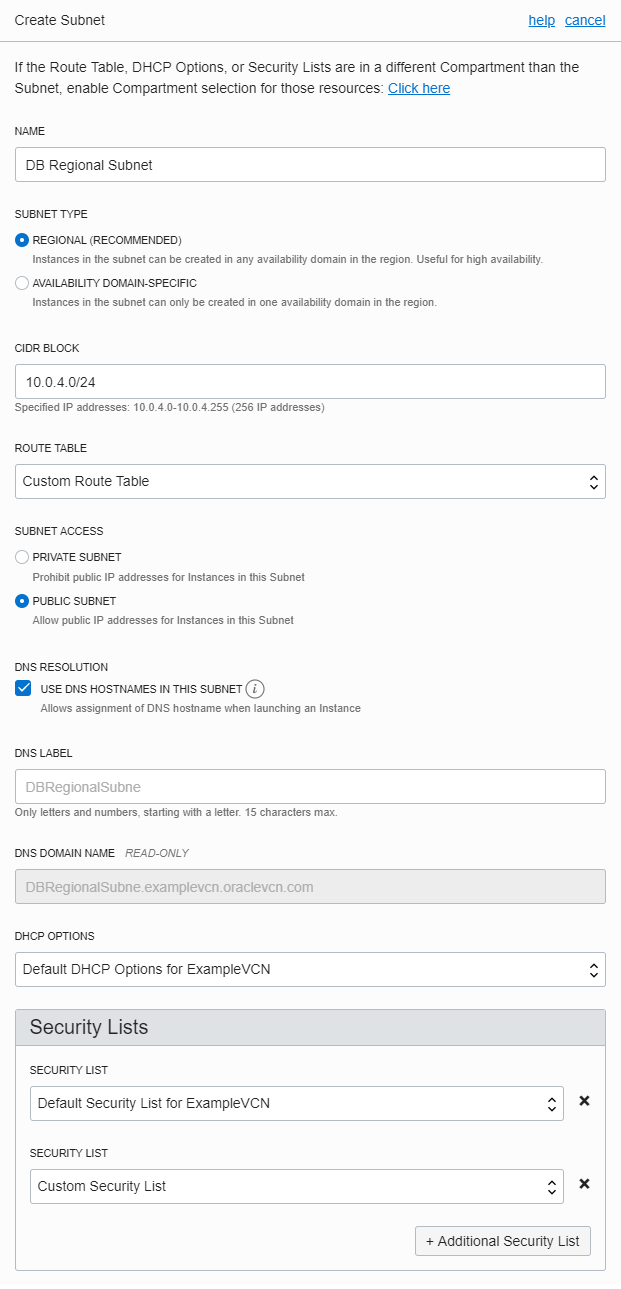 Create Subnet help cancel
If the Route Table, DHCP Options, or Security Lists are in a different Compartment than the
Subnet, enable Compartment selection for those resources: Click here
NAME
DB Regional Subnet
SUBNET TYPE
REGIONAL (RECOMMENDED)
Instances in the subnet can be created in any availability domain in the region. Useful for high availability.
AVAILABILITY DOMAIN-SPECIFIC
Instances in the subnet can only be created in one availability domain in the region.
CIDR BLOCK
10.0.4.0/24
Specified IP addresses: 10.0.4.0-10.0.4.255 (256 IP addresses)
ROUTE TABLE
Custom Route Table
SUBNET ACCESS
PRIVATE SUBNET
Prohibit public IP addresses for Instances in this Subnet
PUBLIC SUBNET
Allow public IP addresses for Instances in this Subnet
DNS RESOLUTION
USE DNS HOSTNAMES IN THIS SUBNET i
Allows assignment of DNS hostname when launching an Instance
DNS LABEL
DBRegionalSubne
Only letters and numbers, starting with a letter. 15 characters max.
DNS DOMAIN NAME READ-ONLY
DBRegionalSubne.examplevcn.oraclevcn.com
DHCP OPTIONS
Default DHCP Options for ExampleVCN
Security Lists
SECURITY LIST
Default Security List for ExampleVCN
SECURITY LIST
Custom Security List
+ Additional Security List